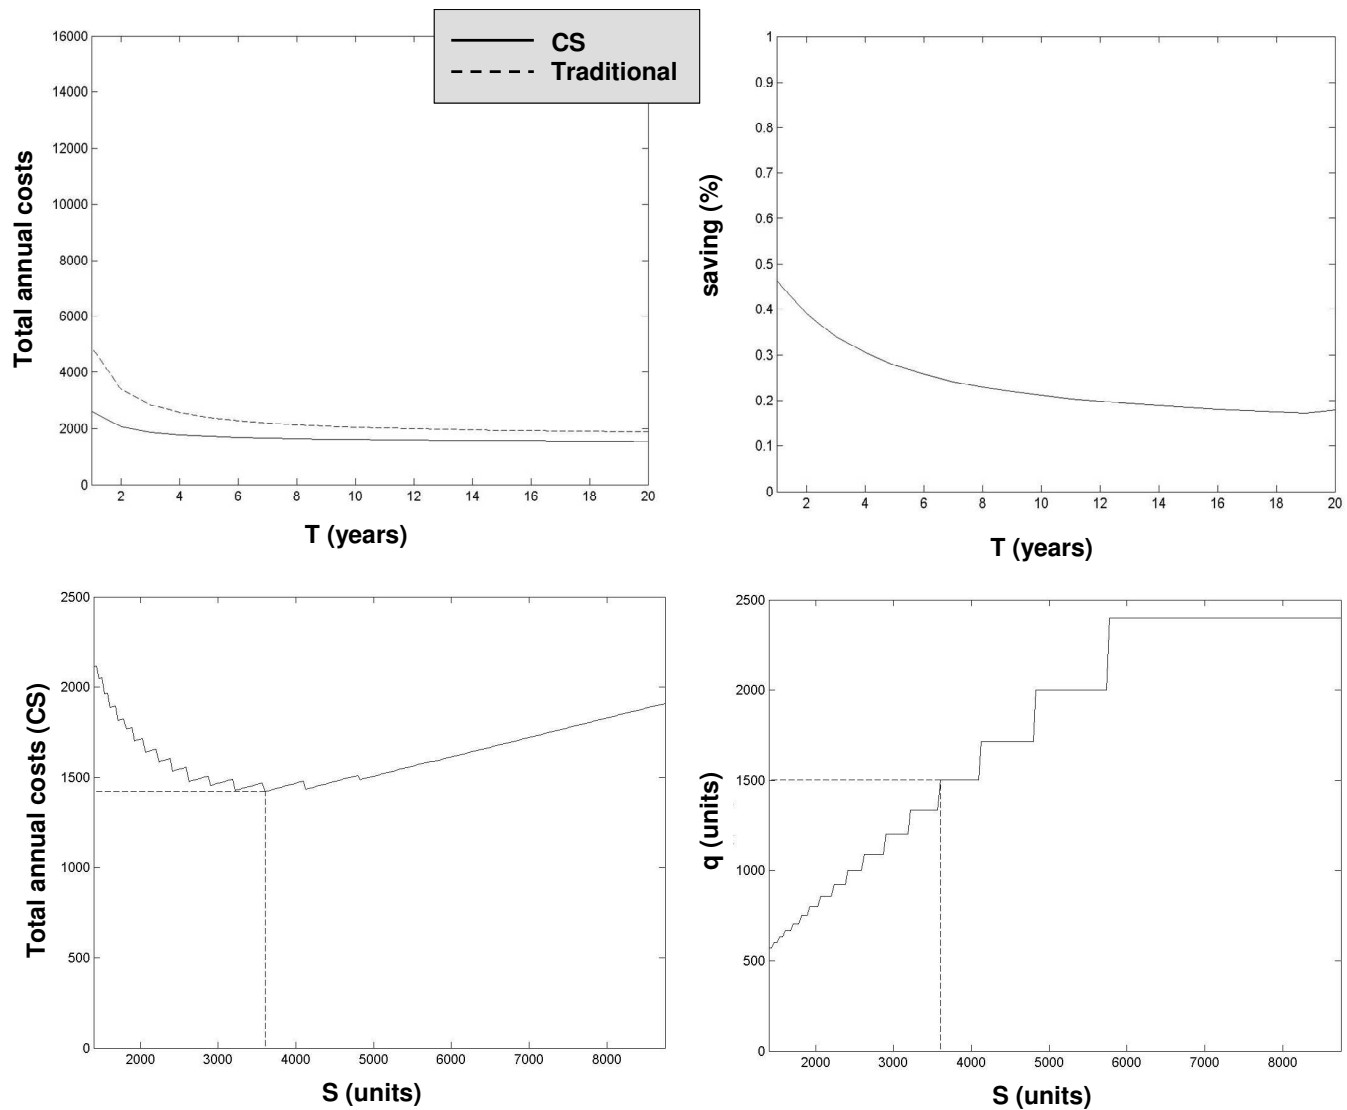 CS
Traditional
16000
14000
12000
10000
8000
6000
4000
2000
0
2 4 6 8 10 12 14 16 18 20
Total annual costs
T (years)
1
0.9
0.8
0.7
0.6
0.5
0.4
0.3
0.2
0.1
0
2 4 6 8 10 12 14 16 18 20
saving (%)
T (years)
2500
2000
1500
1000
500
0
2000 3000 4000 5000 6000 7000 8000
Total annual costs (CS)
S (units)
2500
2000
1500
1000
500
0
2000 3000 4000 5000 6000 7000 8000
q (units)
S (units)